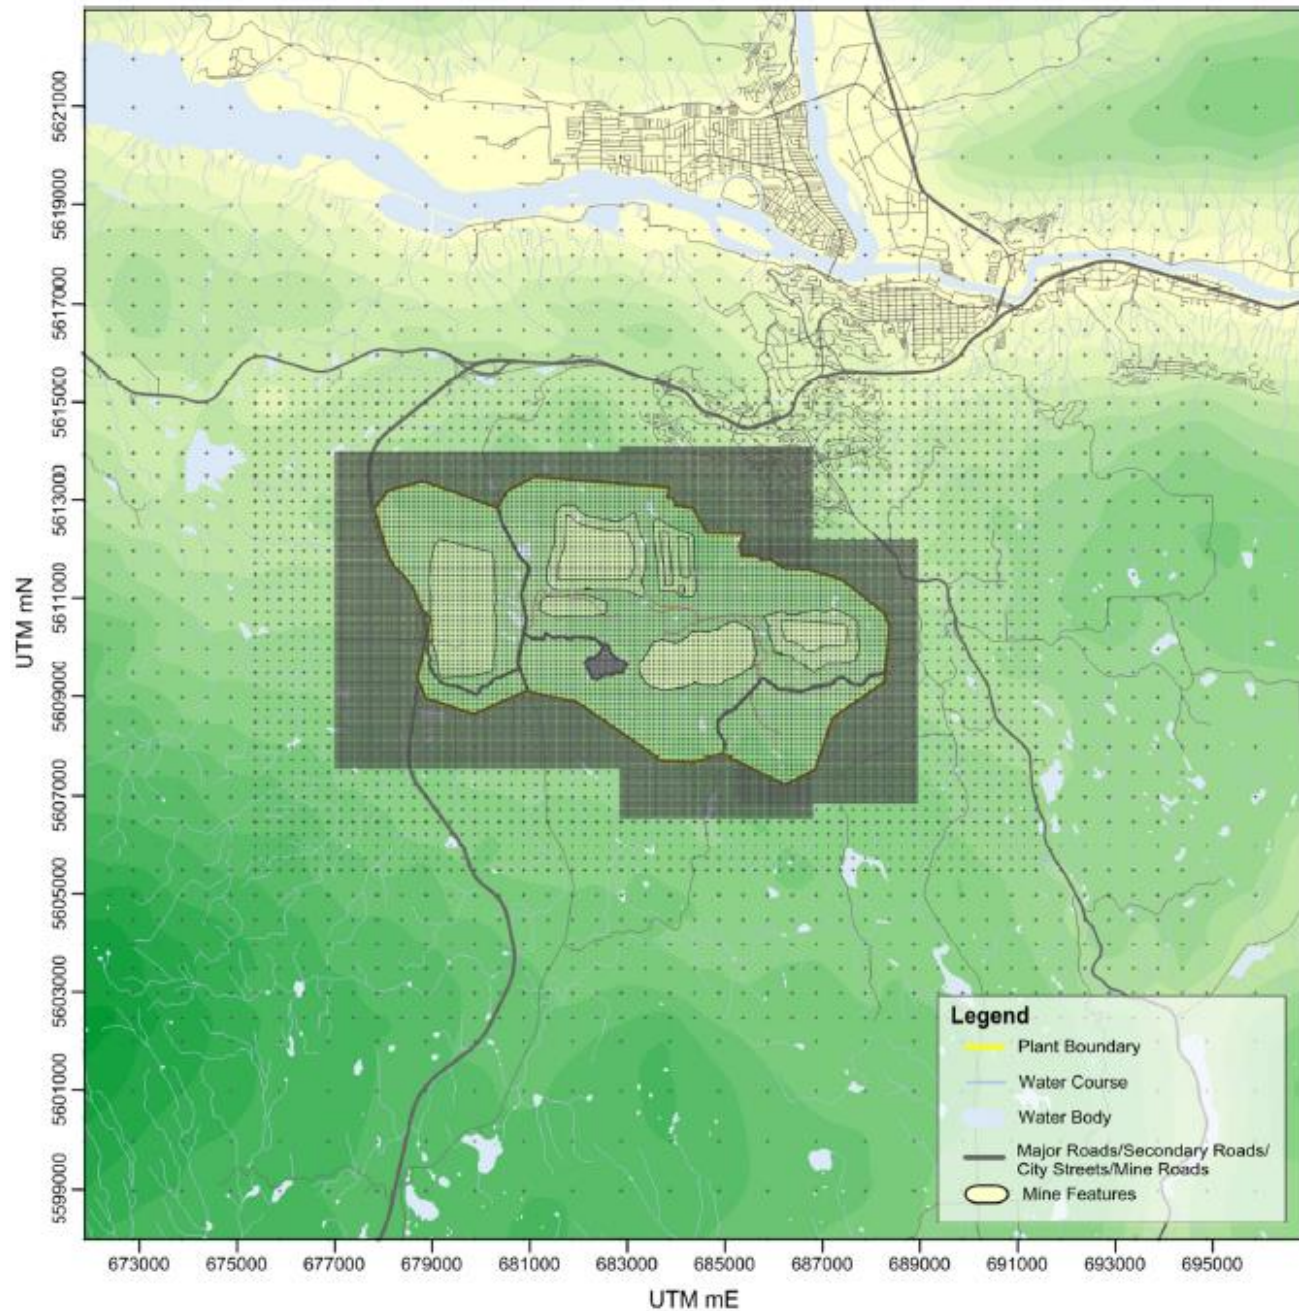 5621000
5619000
5617000
5615000
5613000
5611000
5609000
5607000
5605000
5603000
5601000
5599000
UTM mN
Legend
Plant Boundary
Water Course
Water Body
Major Roads/Secondary Roads/
City Streets/Mine Roads
Mine Features
673000 675000 677000 679000 681000 683000 685000 687000 689000 691000 693000 695000
UTM mE